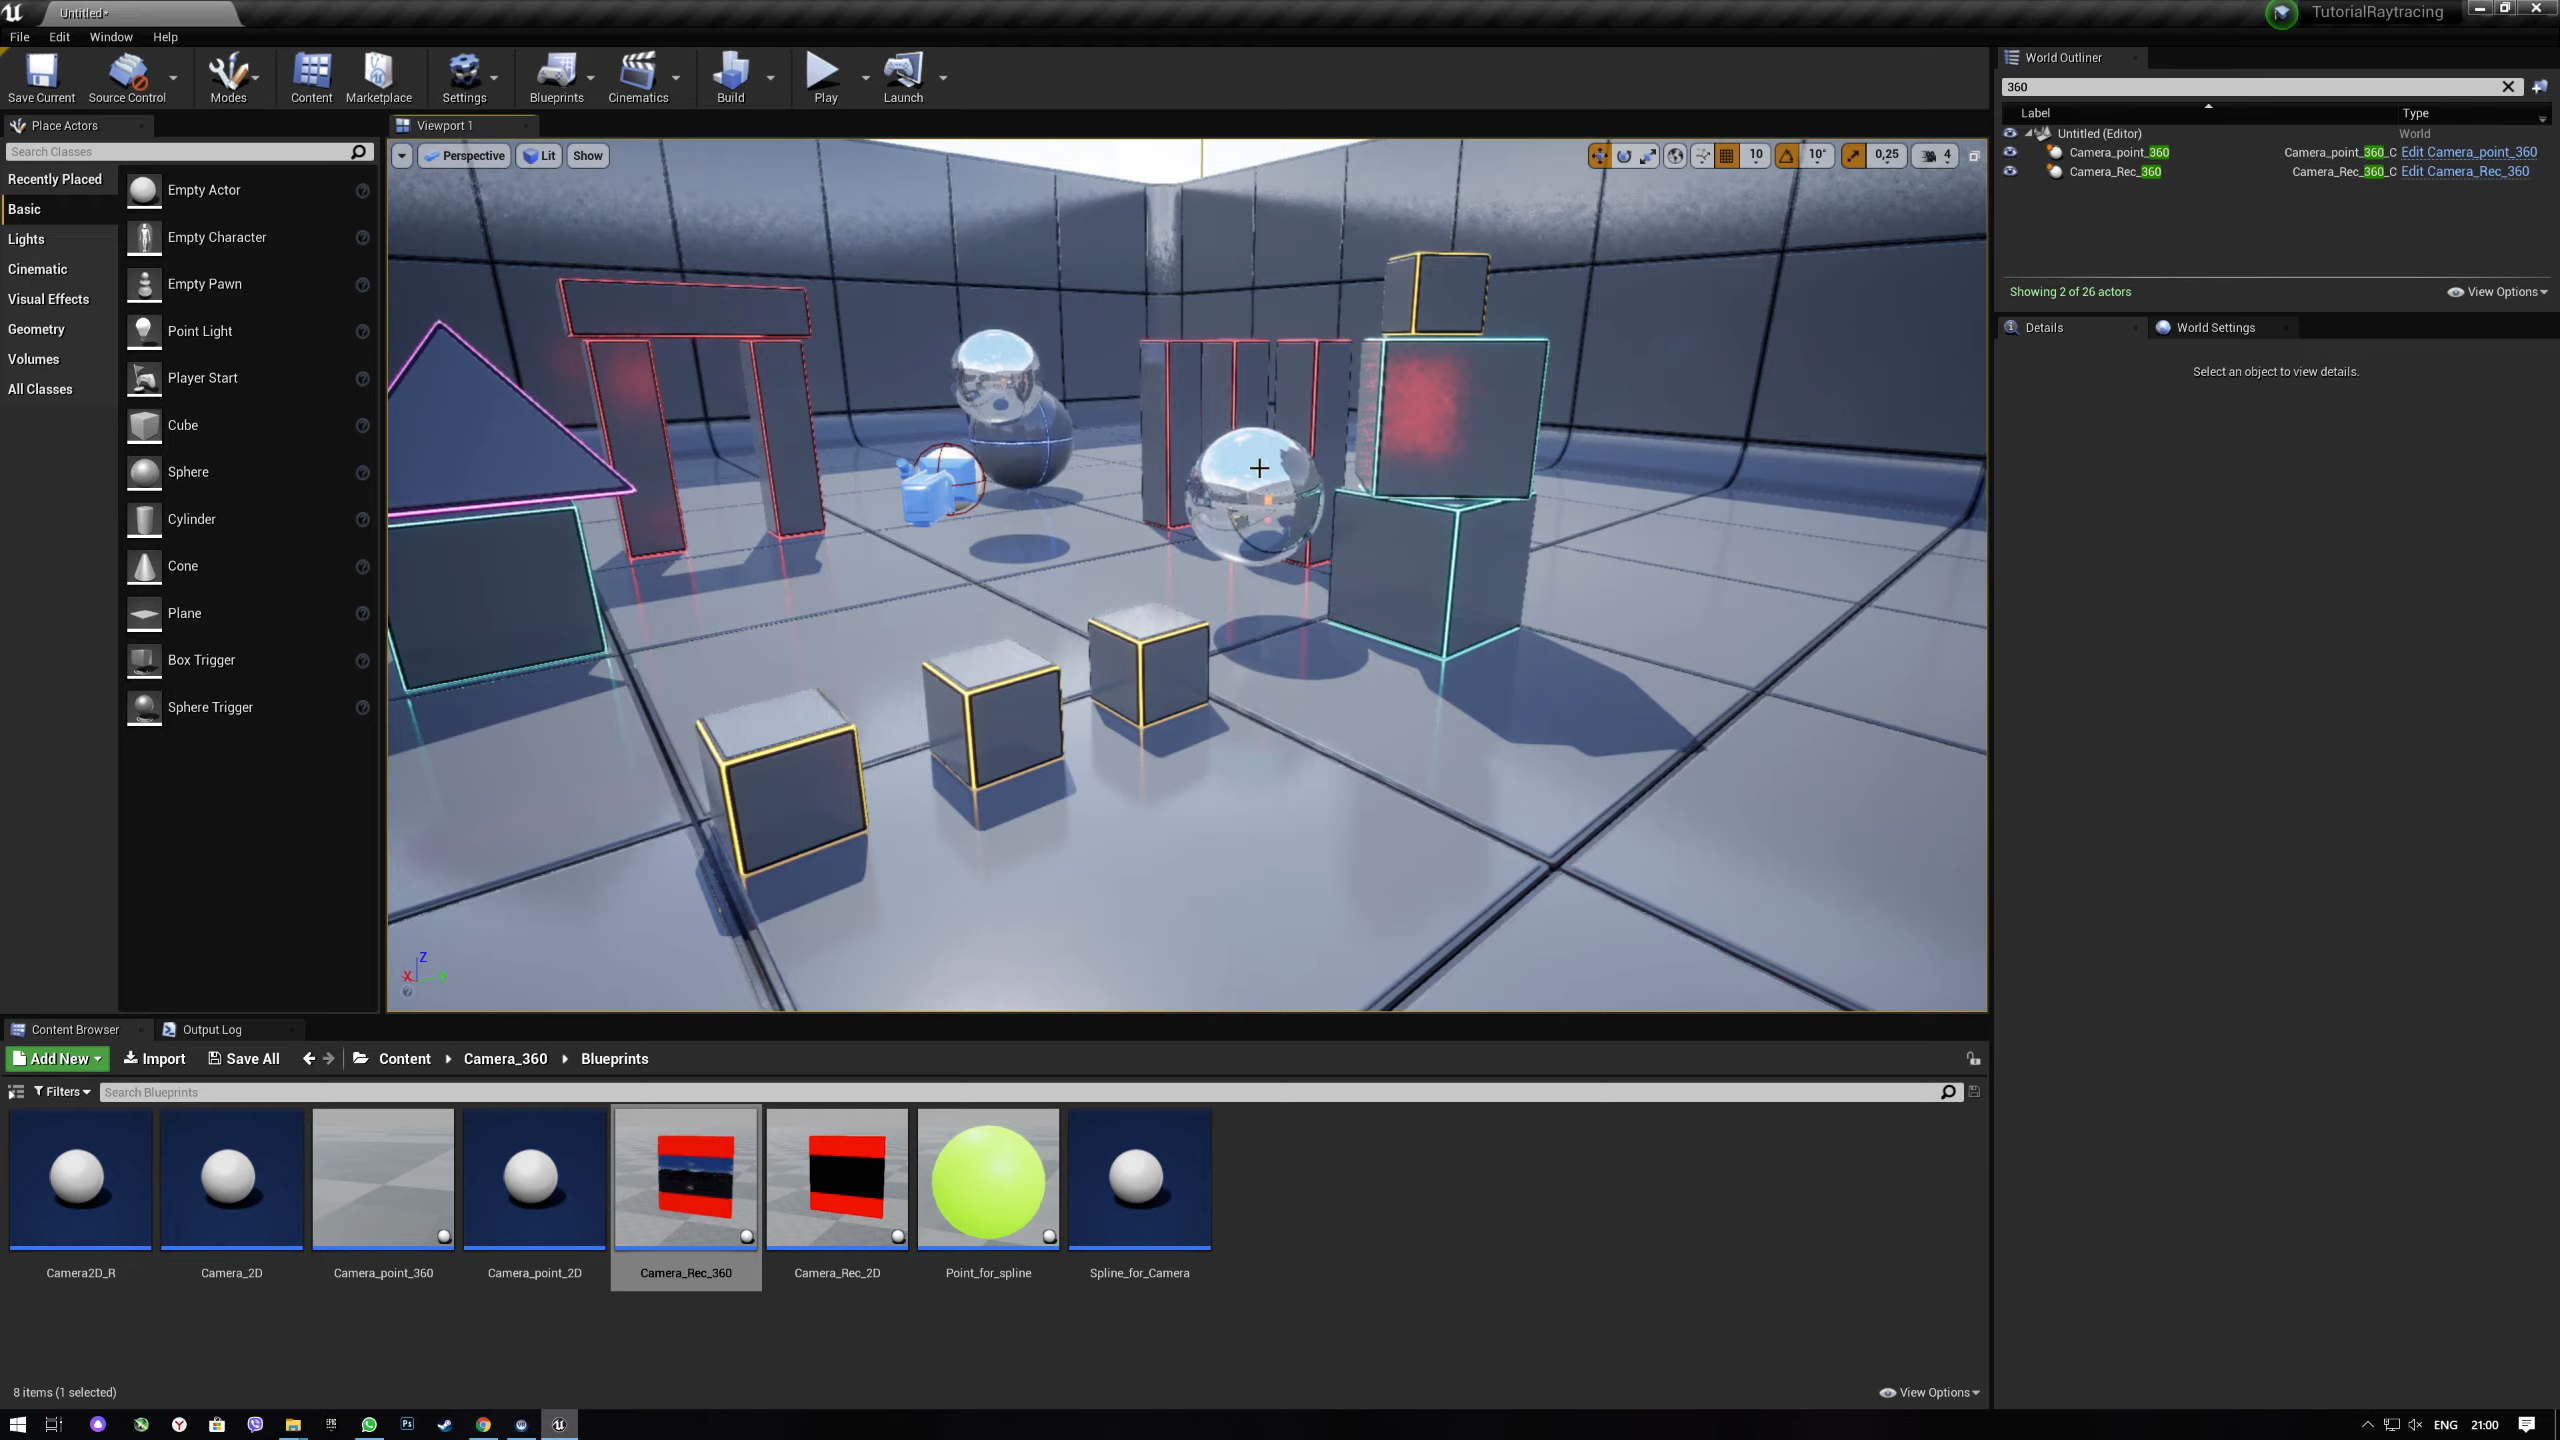 Untitled*
TutorialRaytracing
File Edit Window Help
Save Current Source Control Modes Content Marketplace Settings Blueprints Cinematics Build Play Launch
Place Actors
Search Classes
Recently Placed
Basic
Lights
Cinematic
Visual Effects
Geometry
Volumes
All Classes
Empty Actor
Empty Character
Empty Pawn
Point Light
Player Start
Cube
Sphere
Cylinder
Cone
Plane
Box Trigger
Sphere Trigger
Viewport 1
Perspective Lit Show
10 10° 0,25 4
X Z Y
World Outliner
360
Label Type
Untitled (Editor) World
Camera_point_360 Camera_point_360_C Edit Camera_point_360
Camera_Rec_360 Camera_Rec_360_C Edit Camera_Rec_360
Showing 2 of 26 actors View Options
Details World Settings
Select an object to view details.
Content Browser Output Log
Add New Import Save All Content Camera_360 Blueprints
Filters Search Blueprints
Camera2D_R Camera_2D Camera_point_360 Camera_point_2D Camera_Rec_360 Camera_Rec_2D Point_for_spline Spline_for_Camera
8 items (1 selected) View Options
EPIC Ps ENG 21:00